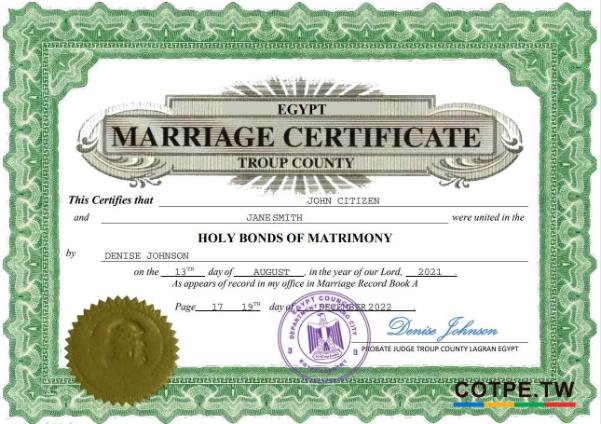 EGYPT
MARRIAGE CERTIFICATE
TROUP COUNTY
This Certifies that JOHN CITIZEN
and JANE SMITH were united in the
HOLY BONDS OF MATRIMONY
by DENISE JOHNSON
on the 13TH day of AUGUST , in the year of our Lord, 2021 .
As appears of record in my office in Marriage Record Book A
Page 17 19TH day of DECEMBER 2022 .
EGYPT COUNCIL
Denise Johnson
PROBATE JUDGE TROUP COUNTY LAGRAN EGYPT
COTPE.TW